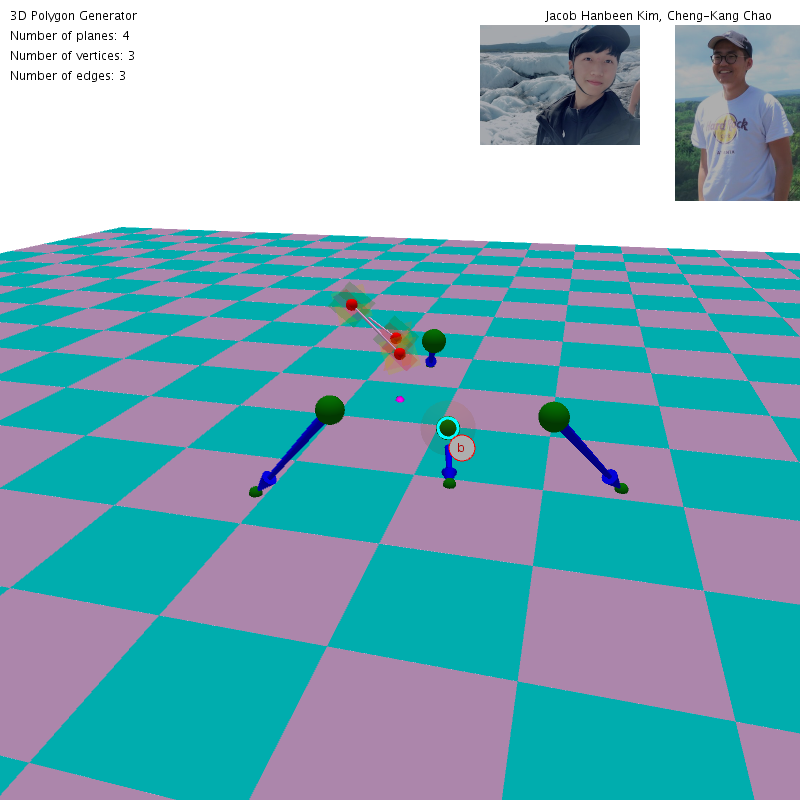 3D Polygon Generator
Jacob Hanbeen Kim, Cheng-Kang Chao
Number of planes: 4
Number of vertices: 3
Number of edges: 3
b